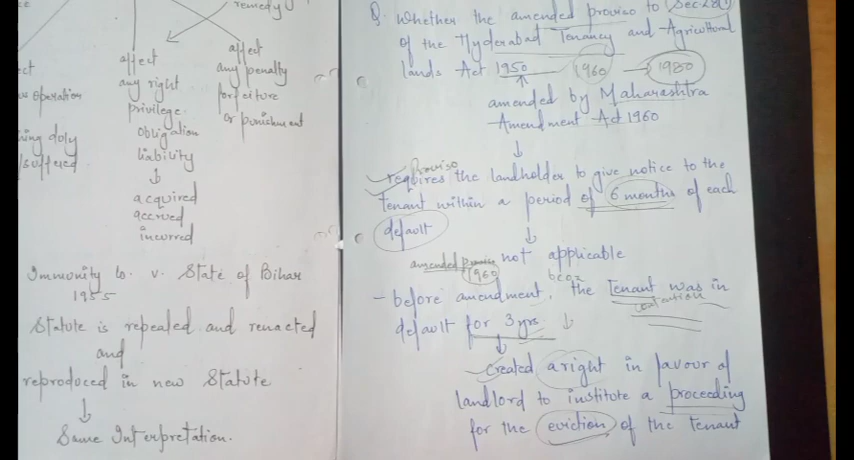 remedy
affect
any right
privilege
obligation
liability
↓
acquired
accrued
incurred
affect
any penalty
forfeiture
or punishment
operation
duly
suffered
Immunity Co. v. State of Bihar
1955
Statute is repealed and renacted
and
reproduced in new Statute
↓
Same Interpretation.
Q. Whether the amended proviso to Sec 28(1)
of the Hyderabad Tenancy and Agricultural
lands Act 1950 1960 → 1980
amended by Maharashtra
Amendment Act 1960
↓
Proviso
requires the landholder to give notice to the
tenant within a period of 6 months of each
default
↓
amended proviso not applicable
1960
- before amendment, becoz the Tenant was in
contention
default for 3 yrs ↓
↓
Created a right in favour of
landlord to institute a proceeding
for the eviction of the tenant